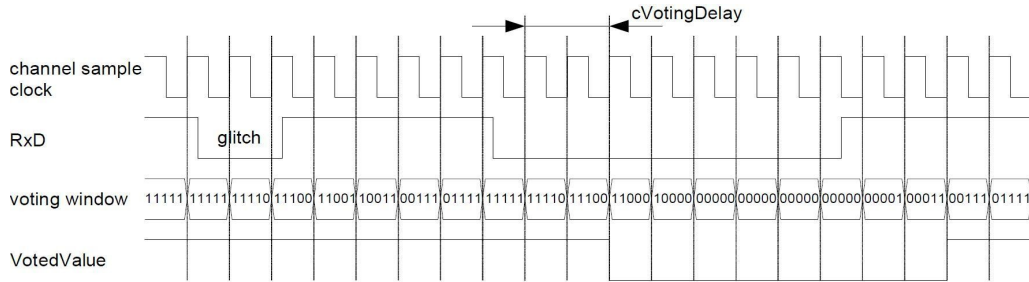 cVotingDelay
channel sample
clock
RxD
glitch
voting window 11111 11111 11110 11100 11001 10011 00111 01111 11111 11110 11100 11000 10000 00000 00000 00000 00000 00001 00011 00111 01111
VotedValue